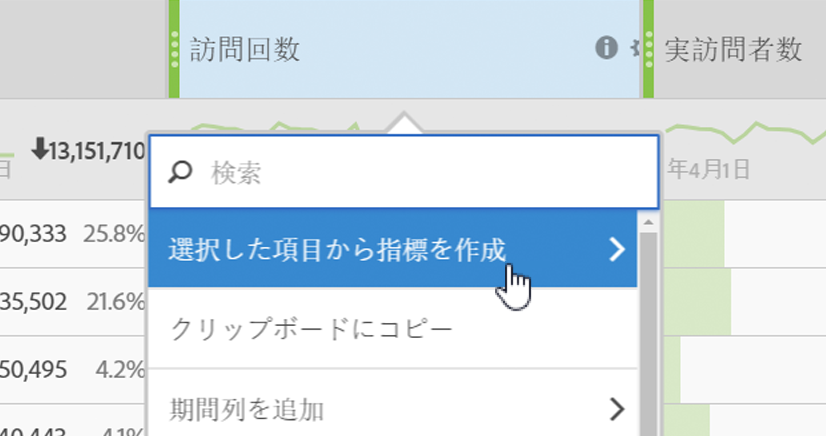 訪問回数
実訪問者数
13,151,710
日
年4月1日
検索
90,333 25.8%
選択した項目から指標を作成
35,502 21.6%
クリップボードにコピー
50,495 4.2%
期間列を追加